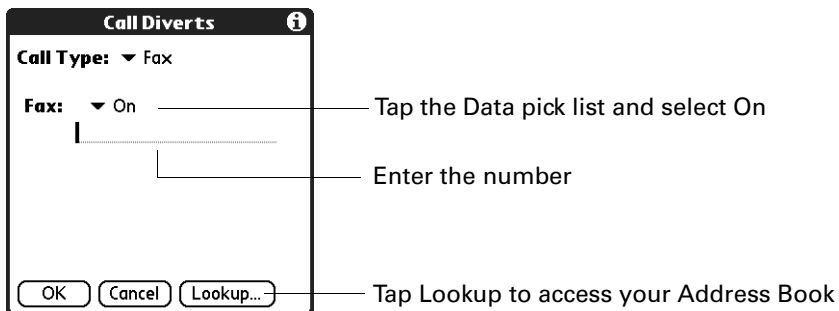 Call Diverts i
Call Type: Fax
Fax: On Tap the Data pick list and select On
Enter the number
OK Cancel Lookup... Tap Lookup to access your Address Book